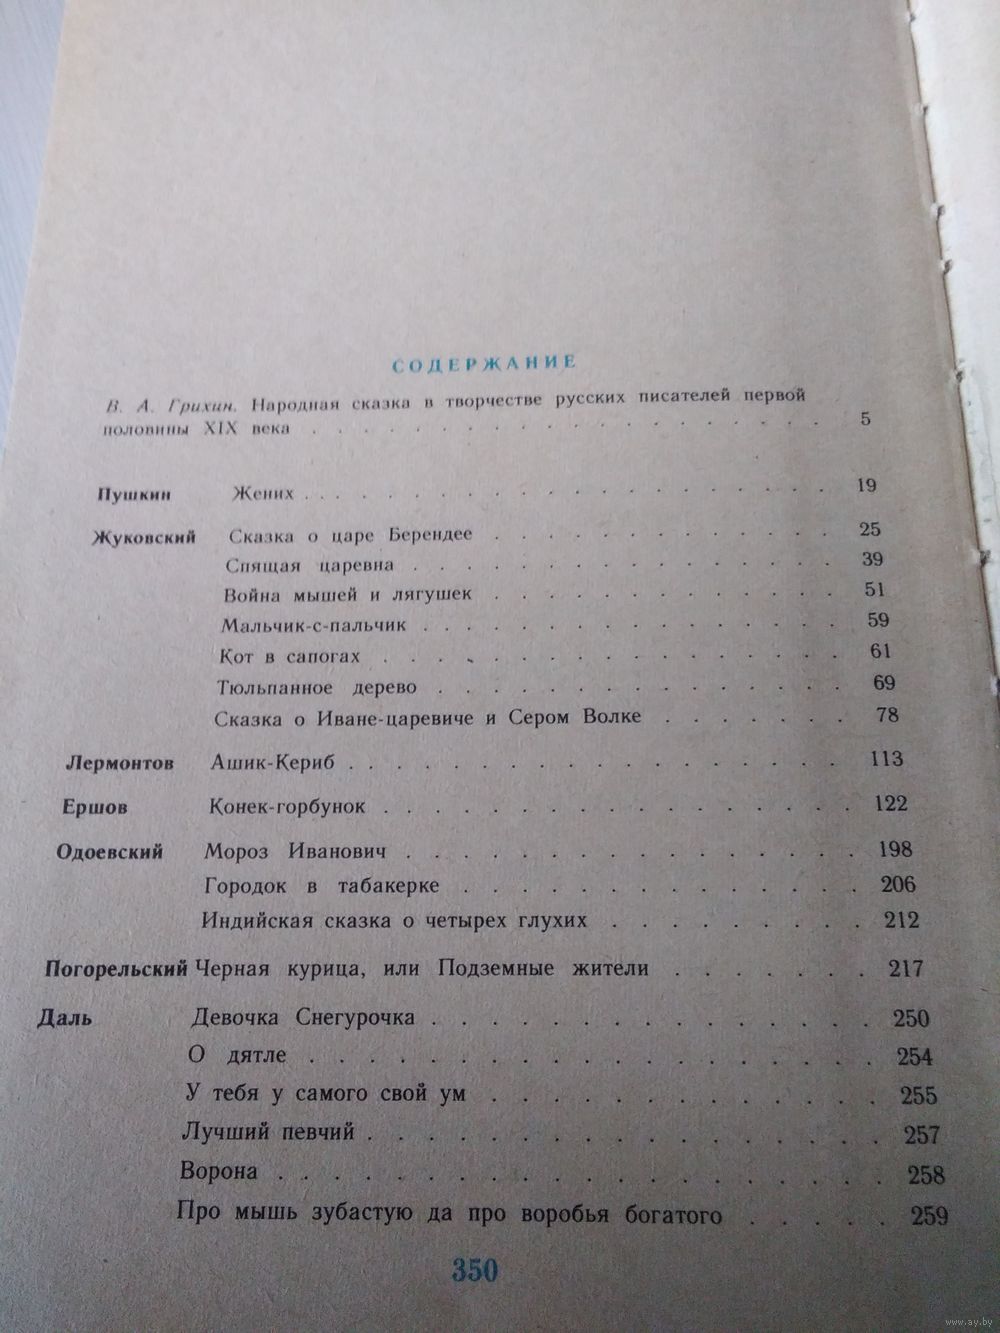 СОДЕРЖАНИЕ
В. А. Грихин. Народная сказка в творчестве русских писателей первой
половины XIX века . . . . . . . . . . . . . . . . . . . 5
Пушкин Жених . . . . . . . . . . . . . . . . . . . 19
Жуковский Сказка о царе Берендее . . . . . . . . . . . . . 25
Спящая царевна . . . . . . . . . . . . . . . . 39
Война мышей и лягушек . . . . . . . . . . . . . 51
Мальчик-с-пальчик . . . . . . . . . . . . . . . 59
Кот в сапогах . . . . . . . . . . . . . . . . . 61
Тюльпанное дерево . . . . . . . . . . . . . . . 69
Сказка о Иване-царевиче и Сером Волке . . . . . . . 78
Лермонтов Ашик-Кериб . . . . . . . . . . . . . . . . . 113
Ершов Конек-горбунок . . . . . . . . . . . . . . . . 122
Одоевский Мороз Иванович . . . . . . . . . . . . . . . 198
Городок в табакерке . . . . . . . . . . . . . 206
Индийская сказка о четырех глухих . . . . . . . . 212
Погорельский Черная курица, или Подземные жители . . . . . . 217
Даль Девочка Снегурочка . . . . . . . . . . . . . 250
О дятле . . . . . . . . . . . . . . . . . 254
У тебя у самого свой ум . . . . . . . . . . 255
Лучший певчий . . . . . . . . . . . . . . 257
Ворона . . . . . . . . . . . . . . . . . 258
Про мышь зубастую да про воробья богатого . . . . . 259
350
www.ay.by